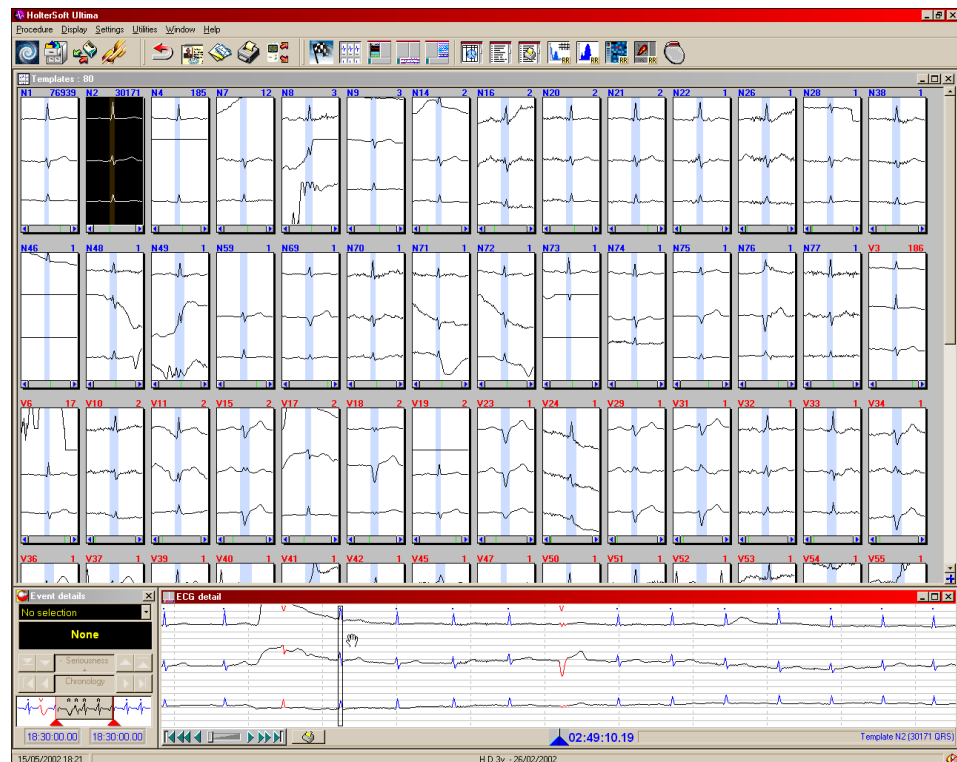 HolterSoft Ultima
Procedure Display Settings Utilities Window Help
RR RR RR RR
Templates : 80
N1 76939 N2 30171 N4 185 N7 12 N8 3 N9 3 N14 2 N16 2 N20 2 N21 2 N22 1 N26 1 N28 1 N38 1
N46 1 N48 1 N49 1 N59 1 N69 1 N70 1 N71 1 N72 1 N73 1 N74 1 N75 1 N76 1 N77 1 V3 186
V6 17 V10 2 V11 2 V15 2 V17 2 V18 2 V19 2 V23 1 V24 1 V29 1 V31 1 V32 1 V33 1 V34 1
V36 1 V37 1 V39 1 V40 1 V41 1 V42 1 V45 1 V47 1 V50 1 V51 1 V52 1 V53 1 V54 1 V55 1
Event details
No selection
None
- Seriousness +
Chronology
V A A A A
18:30:00.00 18:30:00.00
ECG detail
V V
02:49:10.19
Template N2 (30171 QRS)
15/05/2002 18:21
H.D 3v - 26/02/2002